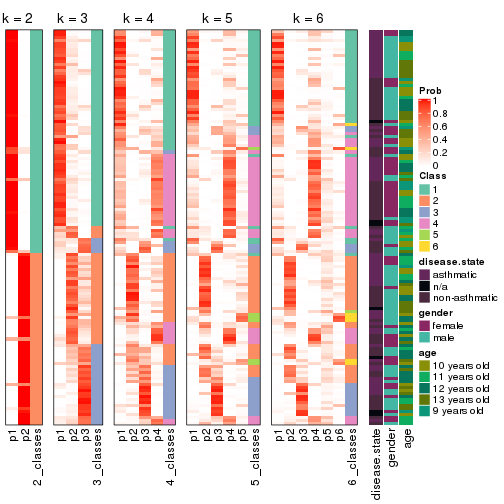 k = 2
k = 3
k = 4
k = 5
k = 6
Prob
1
0.8
0.6
0.4
0.2
0
Class
1
2
3
4
5
6
disease.state
asthmatic
n/a
non-asthmatic
gender
female
male
age
10 years old
11 years old
12 years old
13 years old
9 years old
p1
p2
2_classes
p1
p2
p3
3_classes
p1
p2
p3
p4
4_classes
p1
p2
p3
p4
p5
5_classes
p1
p2
p3
p4
p5
p6
6_classes
disease.state
gender
age